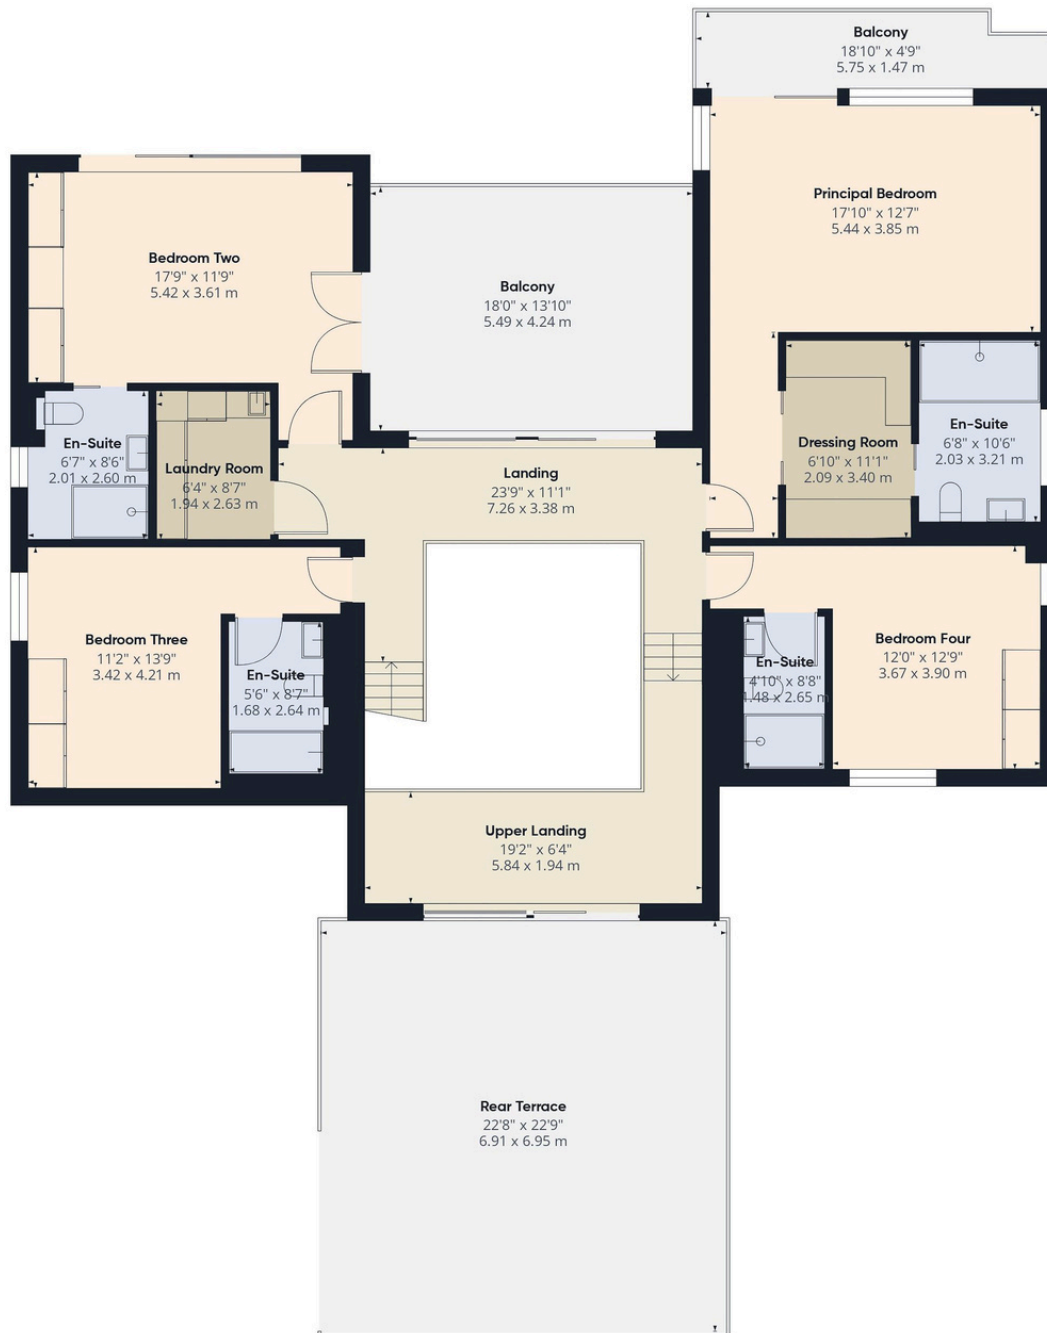 Balcony
18'10" x 4'9"
5.75 x 1.47 m
Principal Bedroom
17'10" x 12'7"
5.44 x 3.85 m
Bedroom Two
17'9" x 11'9"
5.42 x 3.61 m
Balcony
18'0" x 13'10"
5.49 x 4.24 m
En-Suite
6'7" x 8'6"
2.01 x 2.60 m
Laundry Room
6'4" x 8'7"
1.94 x 2.63 m
Landing
23'9" x 11'1"
7.26 x 3.38 m
Dressing Room
6'10" x 11'1"
2.09 x 3.40 m
En-Suite
6'8" x 10'6"
2.03 x 3.21 m
Bedroom Three
11'2" x 13'9"
3.42 x 4.21 m
En-Suite
5'6" x 8'7"
1.68 x 2.64 m
En-Suite
4'10" x 8'8"
1.48 x 2.65 m
Bedroom Four
12'0" x 12'9"
3.67 x 3.90 m
Upper Landing
19'2" x 6'4"
5.84 x 1.94 m
Rear Terrace
22'8" x 22'9"
6.91 x 6.95 m